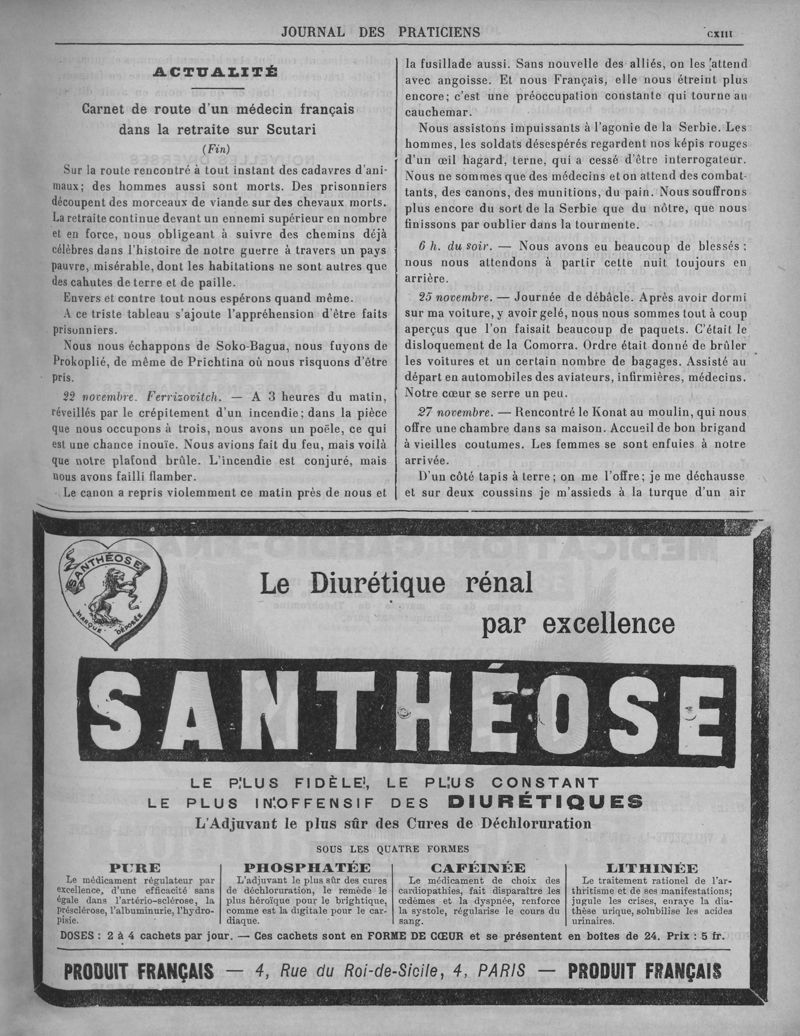 JOURNAL DES PRATICIENS
CXIII
ACTUALITÉ
Carnet de route d'un médecin français
dans la retraite sur Scutari
(Fin)
Sur la route rencontré à tout instant des cadavres d'ani-
maux; des hommes aussi sont morts. Des prisonniers
découpent des morceaux de viande sur des chevaux morts.
La retraite continue devant un ennemi supérieur en nombre
et en force, nous obligeant à suivre des chemins déjà
célèbres dans l'histoire de notre guerre à travers un pays
pauvre, misérable, dont les habitations ne sont autres que
des cahutes de terre et de paille.
Envers et contre tout nous espérons quand même.
A ce triste tableau s'ajoute l'appréhension d'être faits
prisonniers.
Nous nous échappons de Soko-Bagua, nous fuyons de
Prokoplié, de même de Prichtina où nous risquons d'être
pris.
22 novembre. Ferrizovitch. — A 3 heures du matin,
réveillés par le crépitement d'un incendie; dans la pièce
que nous occupons à trois, nous avons un poële, ce qui
est une chance inouïe. Nous avions fait du feu, mais voilà
que notre plafond brûle. L'incendie est conjuré, mais
nous avons failli flamber.
Le canon a repris violemment ce matin près de nous et
la fusillade aussi. Sans nouvelle des alliés, on les attend
avec angoisse. Et nous Français, elle nous étreint plus
encore; c'est une préoccupation constante qui tourne au
cauchemar.
Nous assistons impuissants à l'agonie de la Serbie. Les
hommes, les soldats désespérés regardent nos képis rouges
d'un œil hagard, terne, qui a cessé d'être interrogateur.
Nous ne sommes que des médecins et on attend des combat-
tants, des canons, des munitions, du pain. Nous souffrons
plus encore du sort de la Serbie que du nôtre, que nous
finissons par oublier dans la tourmente.
6 h. du soir. — Nous avons eu beaucoup de blessés;
nous nous attendons à partir cette nuit toujours en
arrière.
25 novembre. — Journée de débâcle. Après avoir dormi
sur ma voiture, y avoir gelé, nous nous sommes tout à coup
aperçus que l'on faisait beaucoup de paquets. C'était le
disloquement de la Comorra. Ordre était donné de brûler
les voitures et un certain nombre de bagages. Assisté au
départ en automobiles des aviateurs, infirmières, médecins.
Notre cœur se serre un peu.
27 novembre. — Rencontré le Konat au moulin, qui nous
offre une chambre dans sa maison. Accueil de bon brigand
à vieilles coutumes. Les femmes se sont enfuies à notre
arrivée.
D'un côté tapis à terre; on me l'offre; je me déchausse
et sur deux coussins je m'assieds à la turque d'un air
SANTHÉOSE
MARQUE DÉPOSÉE
Le Diurétique rénal
par excellence
SANTHÉOSE
LE PLUS FIDÈLE, LE PLUS CONSTANT
LE PLUS INOFFENSIF DES DIURÉTIQUES
L'Adjuvant le plus sûr des Cures de Déchloruration
SOUS LES QUATRE FORMES
PURE
Le médicament régulateur par
excellence, d'une efficacité sans
égale dans l'artério-sclérose, la
présclérose, l'albuminurie, l'hydro-
pisie.
PHOSPHATÉE
L'adjuvant le plus sûr des cures
de déchloruration, le remède le
plus héroïque pour le brightique,
comme est la digitale pour le car-
diaque.
CAFÉINÉE
Le médicament de choix des
cardiopathies, fait disparaître les
œdèmes et la dyspnée, renforce
la systole, régularise le cours du
sang.
LITHINÉE
Le traitement rationel de l'ar-
thritisme et de ses manifestations;
jugule les crises, enraye la dia-
thèse urique, solubilise les acides
urinaires.
DOSES : 2 à 4 cachets par jour. — Ces cachets sont en FORME DE CŒUR et se présentent en boîtes de 24. Prix : 5 fr.
PRODUIT FRANÇAIS — 4, Rue du Roi-de-Sicile, 4, PARIS — PRODUIT FRANÇAIS